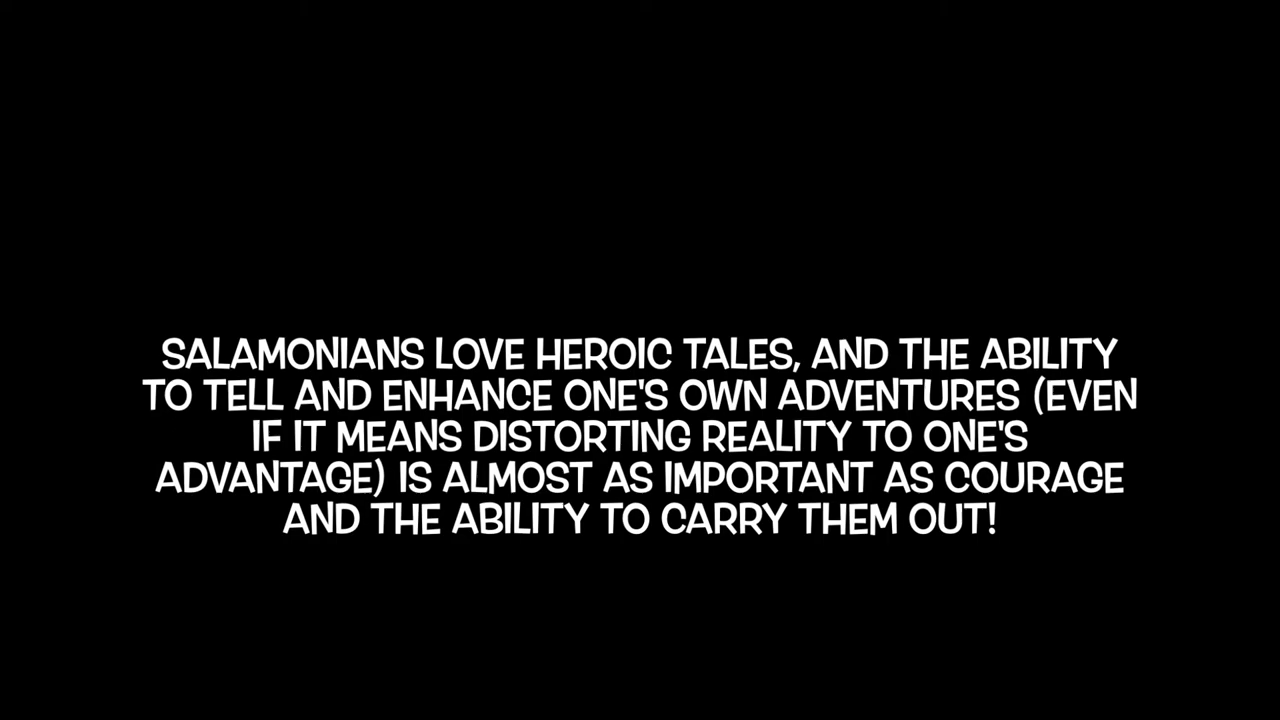 SALAMONIANS LOVE HEROIC TALES, AND THE ABILITY
TO TELL AND ENHANCE ONE'S OWN ADVENTURES (EVEN
IF IT MEANS DISTORTING REALITY TO ONE'S
ADVANTAGE) IS ALMOST AS IMPORTANT AS COURAGE
AND THE ABILITY TO CARRY THEM OUT!